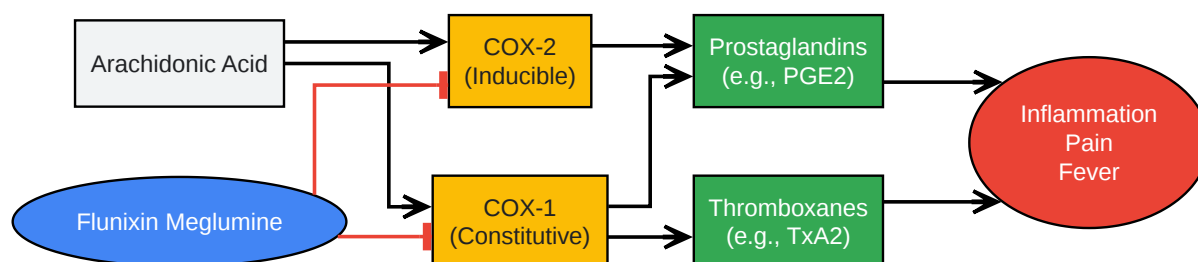 Arachidonic Acid
COX-2
(Inducible)
Prostaglandins
(e.g., PGE2)
Inflammation
Pain
Fever
Flunixin Meglumine
COX-1
(Constitutive)
Thromboxanes
(e.g., TxA2)